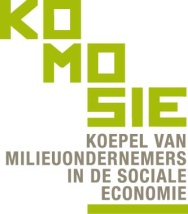 KO
MO
SIE
KOEPEL VAN
MILIEUONDERNEMERS
IN DE SOCIALE
ECONOMIE